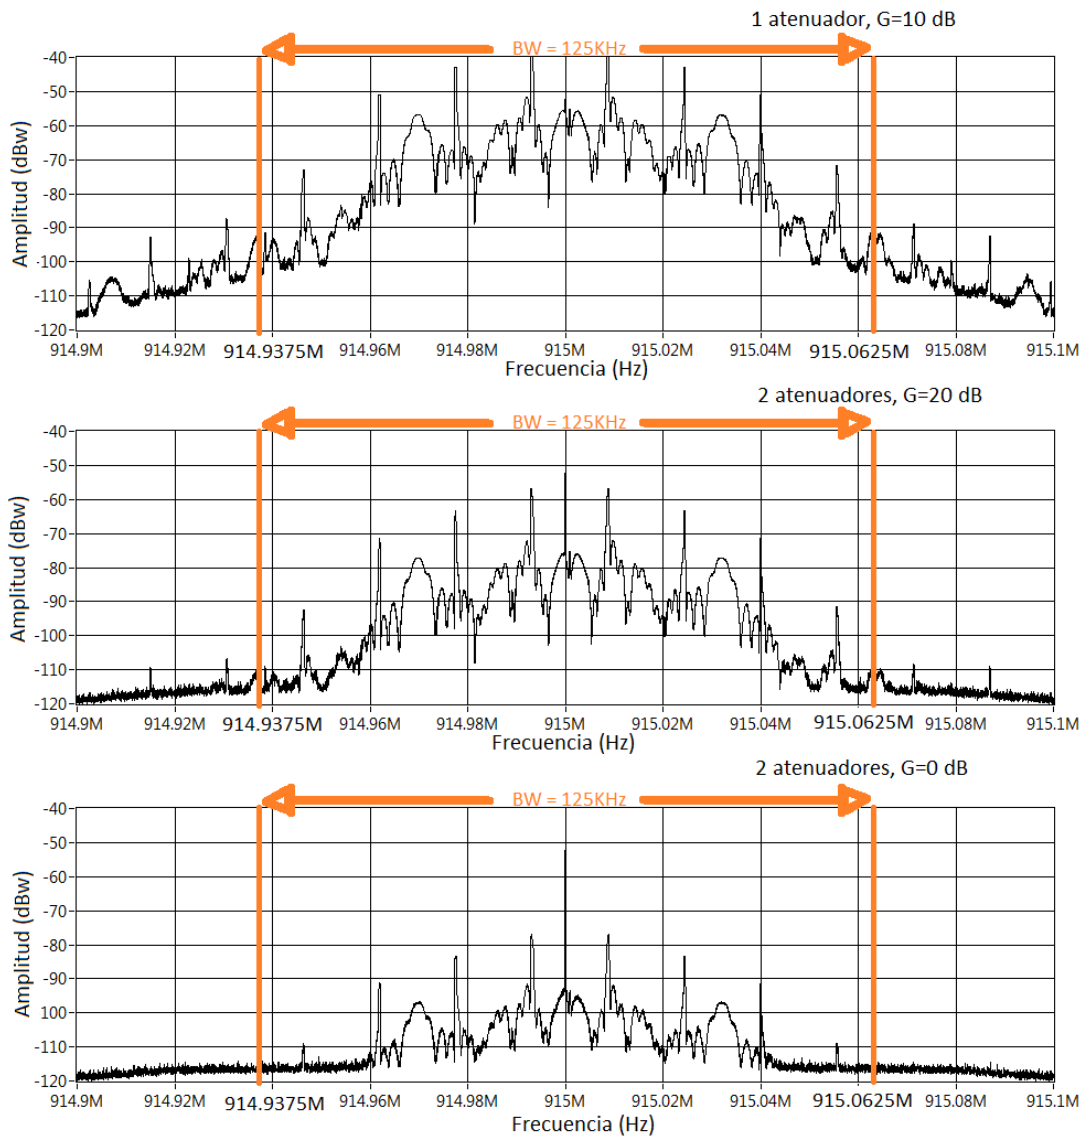 1 atenuador, G=10 dB
BW = 125KHz
Amplitud (dBw)
-40
-50
-60
-70
-80
-90
-100
-110
-120
914.9M 914.92M 914.9375M 914.96M 914.98M 915M 915.02M 915.04M 915.0625M 915.08M 915.1M
Frecuencia (Hz)
2 atenuadores, G=20 dB
BW = 125KHz
Amplitud (dBw)
-40
-50
-60
-70
-80
-90
-100
-110
-120
914.9M 914.92M 914.9375M 914.96M 914.98M 915M 915.02M 915.04M 915.0625M 915.08M 915.1M
Frecuencia (Hz)
2 atenuadores, G=0 dB
BW = 125KHz
Amplitud (dBw)
-40
-50
-60
-70
-80
-90
-100
-110
-120
914.9M 914.92M 914.9375M 914.96M 914.98M 915M 915.02M 915.04M 915.0625M 915.08M 915.1M
Frecuencia (Hz)